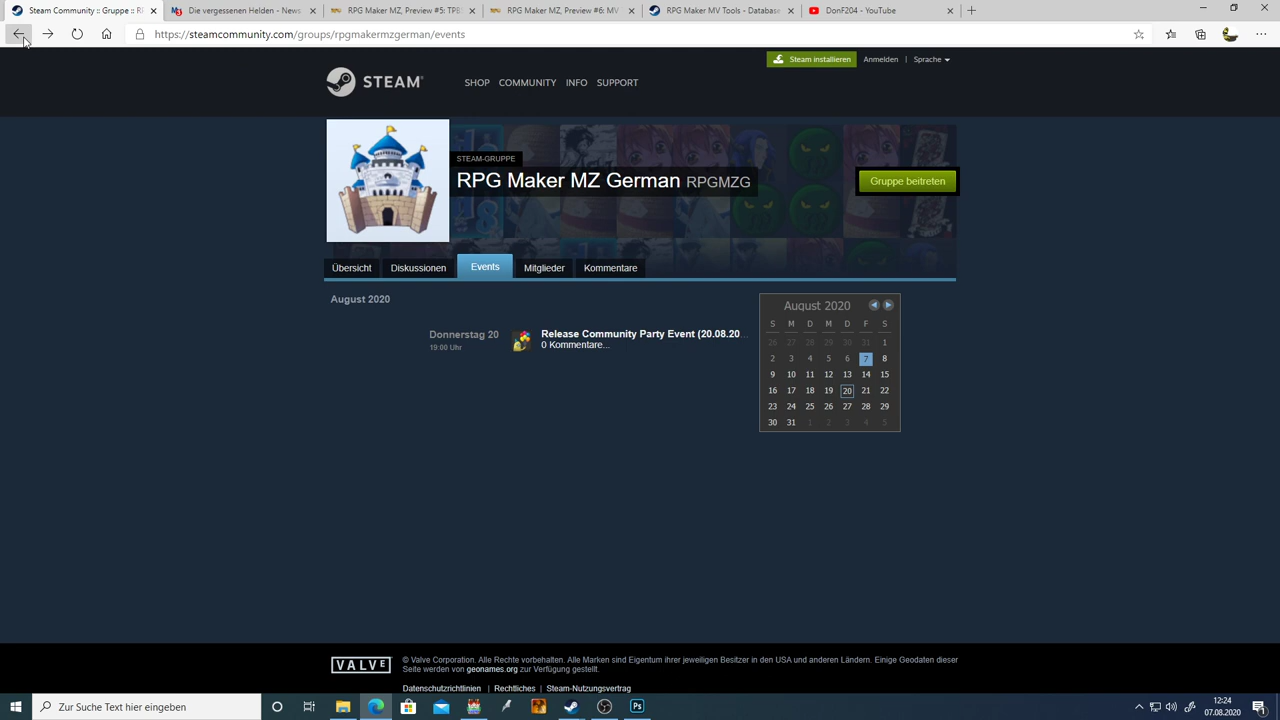 Steam Community :: Gruppe :: RP
Die vergessenen Helden - News.
RPG Maker MZ, Preview #5: TPBS
RPG Maker MZ, Preview #6: MV
RPG Maker MV Tools - Database
DonF204 - YouTube
https://steamcommunity.com/groups/rpgmakermzgerman/events
Steam installieren
Anmelden | Sprache
STEAM
SHOP COMMUNITY INFO SUPPORT
STEAM-GRUPPE
RPG Maker MZ German RPGMZG
Gruppe beitreten
Übersicht Diskussionen Events Mitglieder Kommentare
August 2020
Donnerstag 20
19:00 Uhr
Release Community Party Event (20.08.20...
0 Kommentare...
August 2020
S M D M D F S
26 27 28 29 30 31 1
2 3 4 5 6 7 8
9 10 11 12 13 14 15
16 17 18 19 20 21 22
23 24 25 26 27 28 29
30 31 1 2 3 4 5
VALVE
© Valve Corporation. Alle Rechte vorbehalten. Alle Marken sind Eigentum ihrer jeweiligen Besitzer in den USA und anderen Ländern. Einige Geodaten dieser
Seite werden von geonames.org zur Verfügung gestellt.
Datenschutzrichtlinien | Rechtliches | Steam-Nutzungsvertrag
Zur Suche Text hier eingeben
Ps
12:24
07.08.2020
1